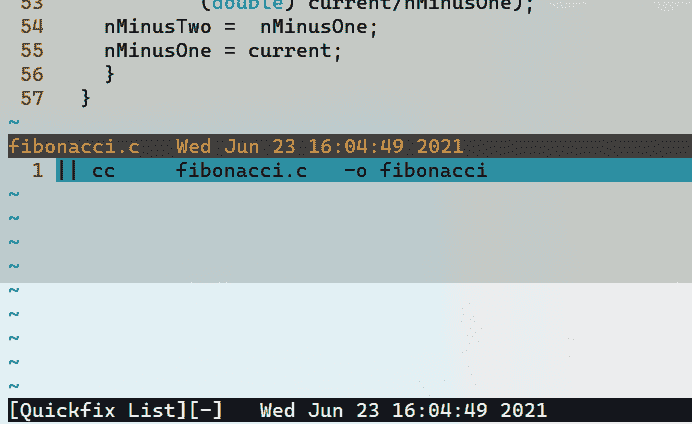 53             (double) current/nMinusOne);
54     nMinusTwo =  nMinusOne;
55     nMinusOne = current;
56     }
57   }
~
fibonacci.c   Wed Jun 23 16:04:49 2021
1 || cc     fibonacci.c   -o fibonacci
~
~
~
~
~
~
~
~
~
[Quickfix List][-]   Wed Jun 23 16:04:49 2021